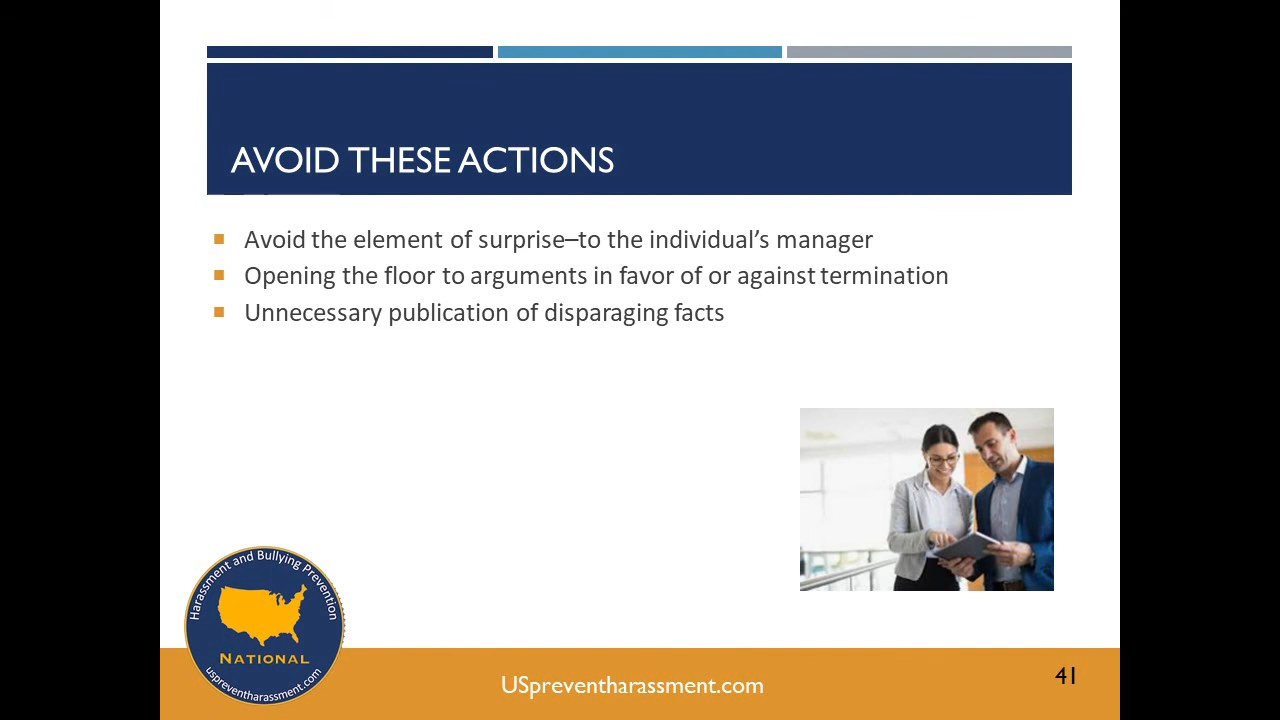 AVOID THESE ACTIONS
Avoid the element of surprise–to the individual’s manager
Opening the floor to arguments in favor of or against termination
Unnecessary publication of disparaging facts
Harassment and Bullying Prevention
NATIONAL
uspreventharassment.com
USpreventharassment.com
41